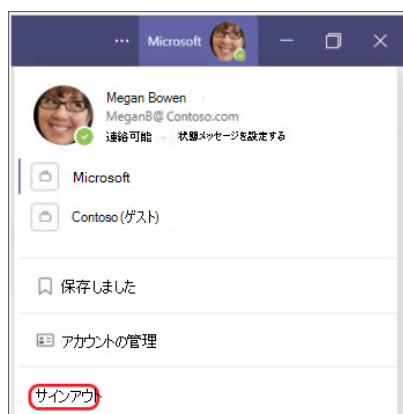 ... Microsoft
Megan Bowen
MeganB@Contoso.com
連絡可能 状態メッセージを設定する
Microsoft
Contoso (ゲスト)
保存しました
アカウントの管理
サインアウト